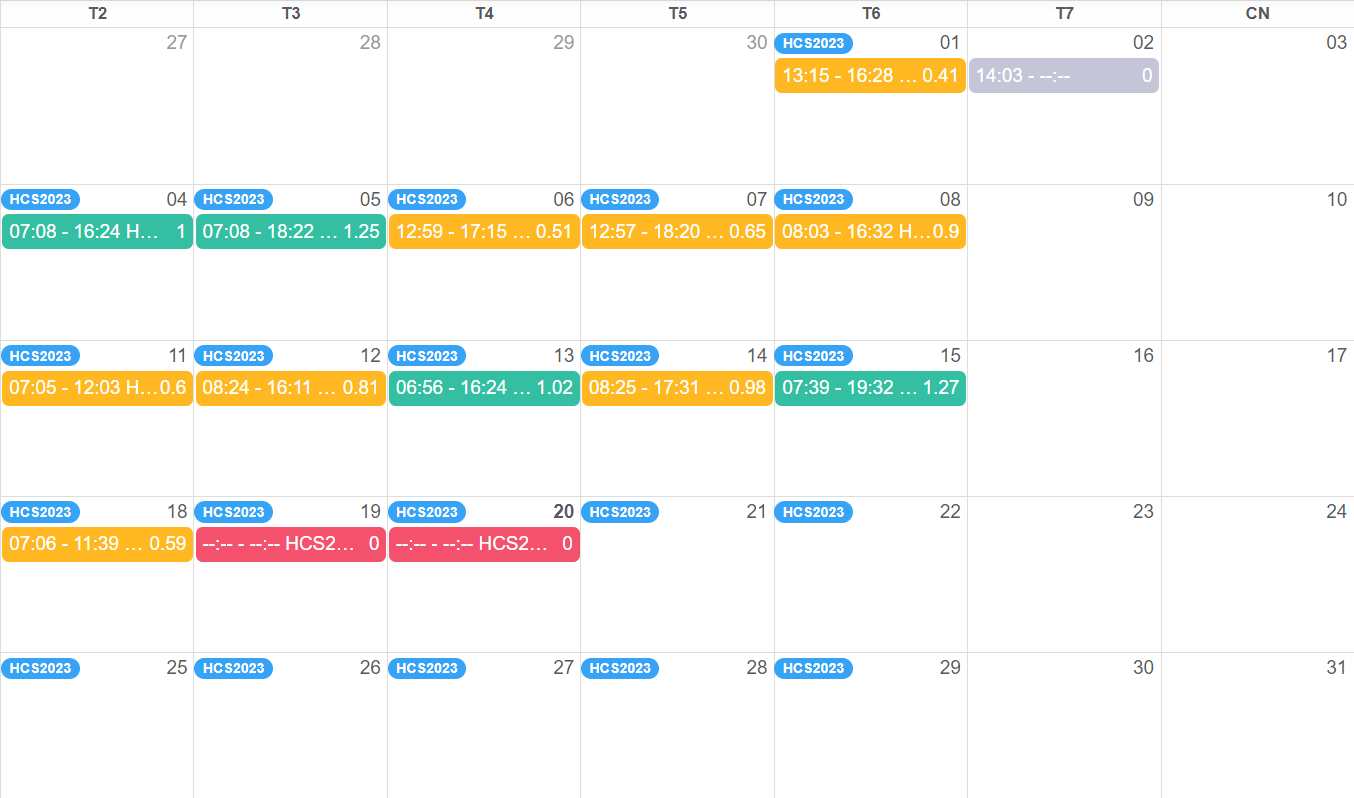 T2 T3 T4 T5 T6 T7 CN
27 28 29 30 HCS2023 01 02 03
13:15 - 16:28 ... 0.41 14:03 - --:-- 0
HCS2023 04 HCS2023 05 HCS2023 06 HCS2023 07 HCS2023 08 09 10
07:08 - 16:24 H... 1 07:08 - 18:22 ... 1.25 12:59 - 17:15 ... 0.51 12:57 - 18:20 ... 0.65 08:03 - 16:32 H...0.9
HCS2023 11 HCS2023 12 HCS2023 13 HCS2023 14 HCS2023 15 16 17
07:05 - 12:03 H...0.6 08:24 - 16:11 ... 0.81 06:56 - 16:24 ... 1.02 08:25 - 17:31 ... 0.98 07:39 - 19:32 ... 1.27
HCS2023 18 HCS2023 19 HCS2023 20 HCS2023 21 HCS2023 22 23 24
07:06 - 11:39 ... 0.59 --:-- - --:-- HCS2... 0 --:-- - --:-- HCS2... 0
HCS2023 25 HCS2023 26 HCS2023 27 HCS2023 28 HCS2023 29 30 31